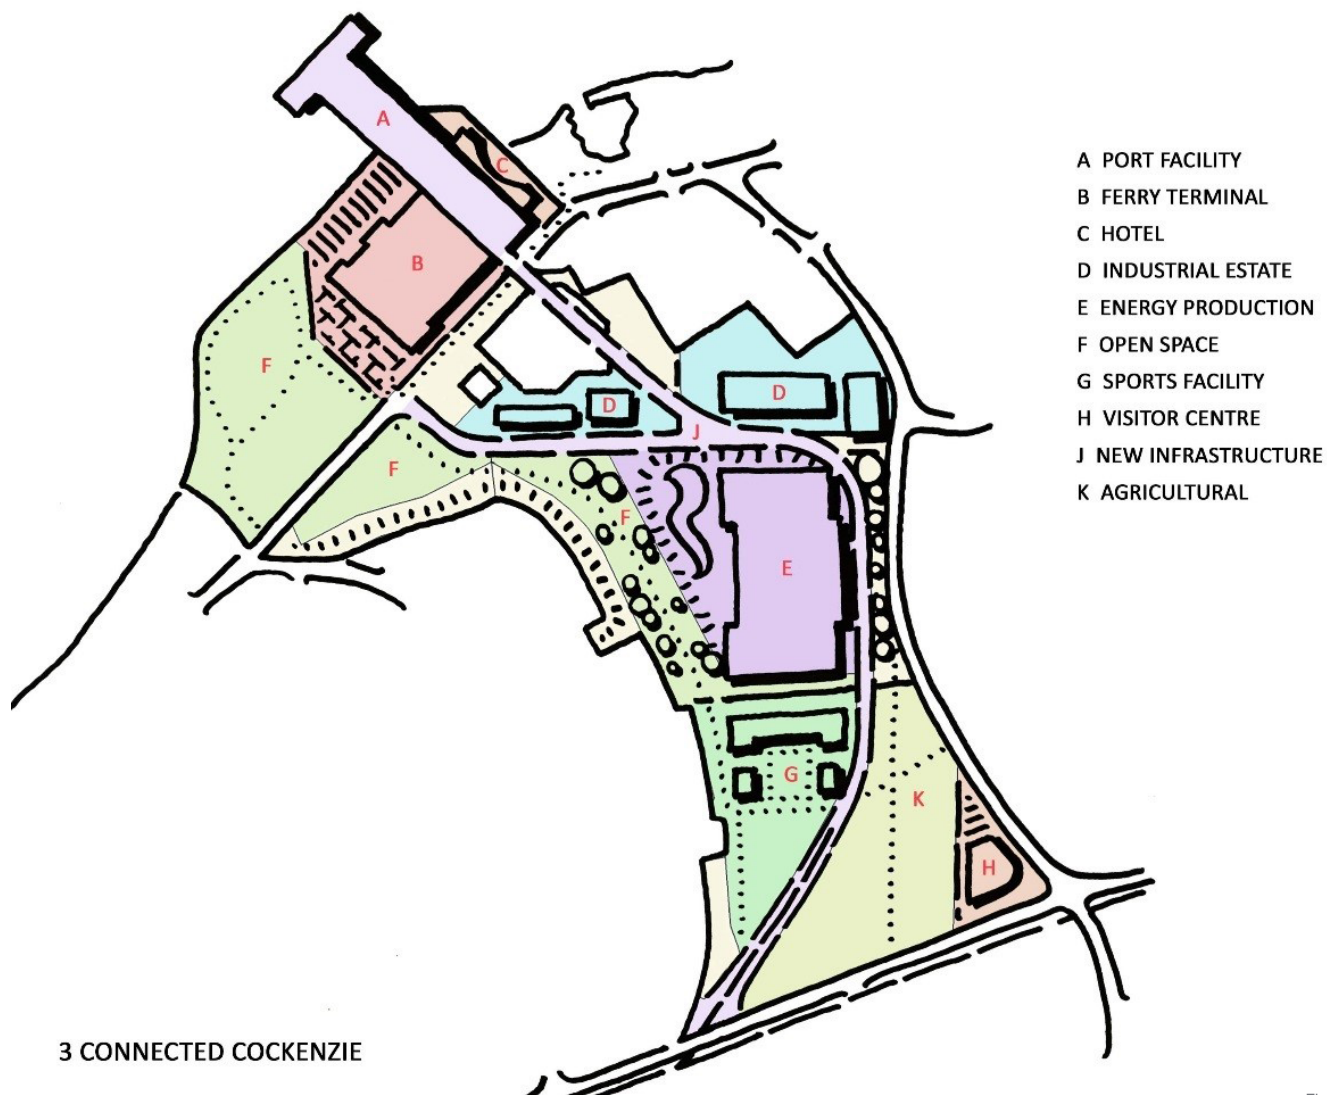 A
C
B
F
D
D
J
F
F
E
G
K
H
A PORT FACILITY
B FERRY TERMINAL
C HOTEL
D INDUSTRIAL ESTATE
E ENERGY PRODUCTION
F OPEN SPACE
G SPORTS FACILITY
H VISITOR CENTRE
J NEW INFRASTRUCTURE
K AGRICULTURAL
3 CONNECTED COCKENZIE